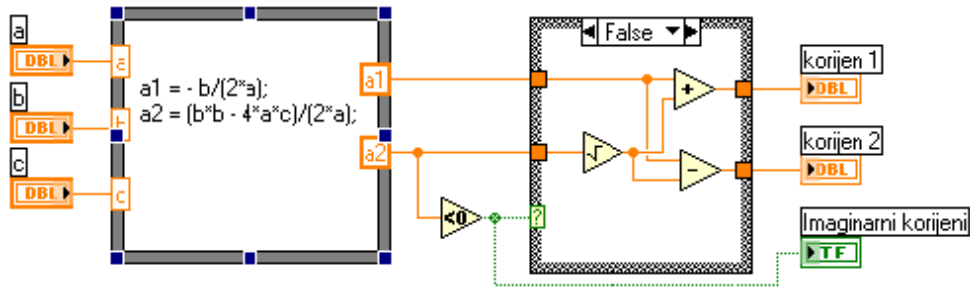 a
DBL
b
DBL
c
DBL
a
b
c
a1 = - b/(2*a);
a2 = (b*b - 4*a*c)/(2*a);
a1
a2
<0
False
?
+
√
-
korijen 1
DBL
korijen 2
DBL
Imaginarni korijeni
TF